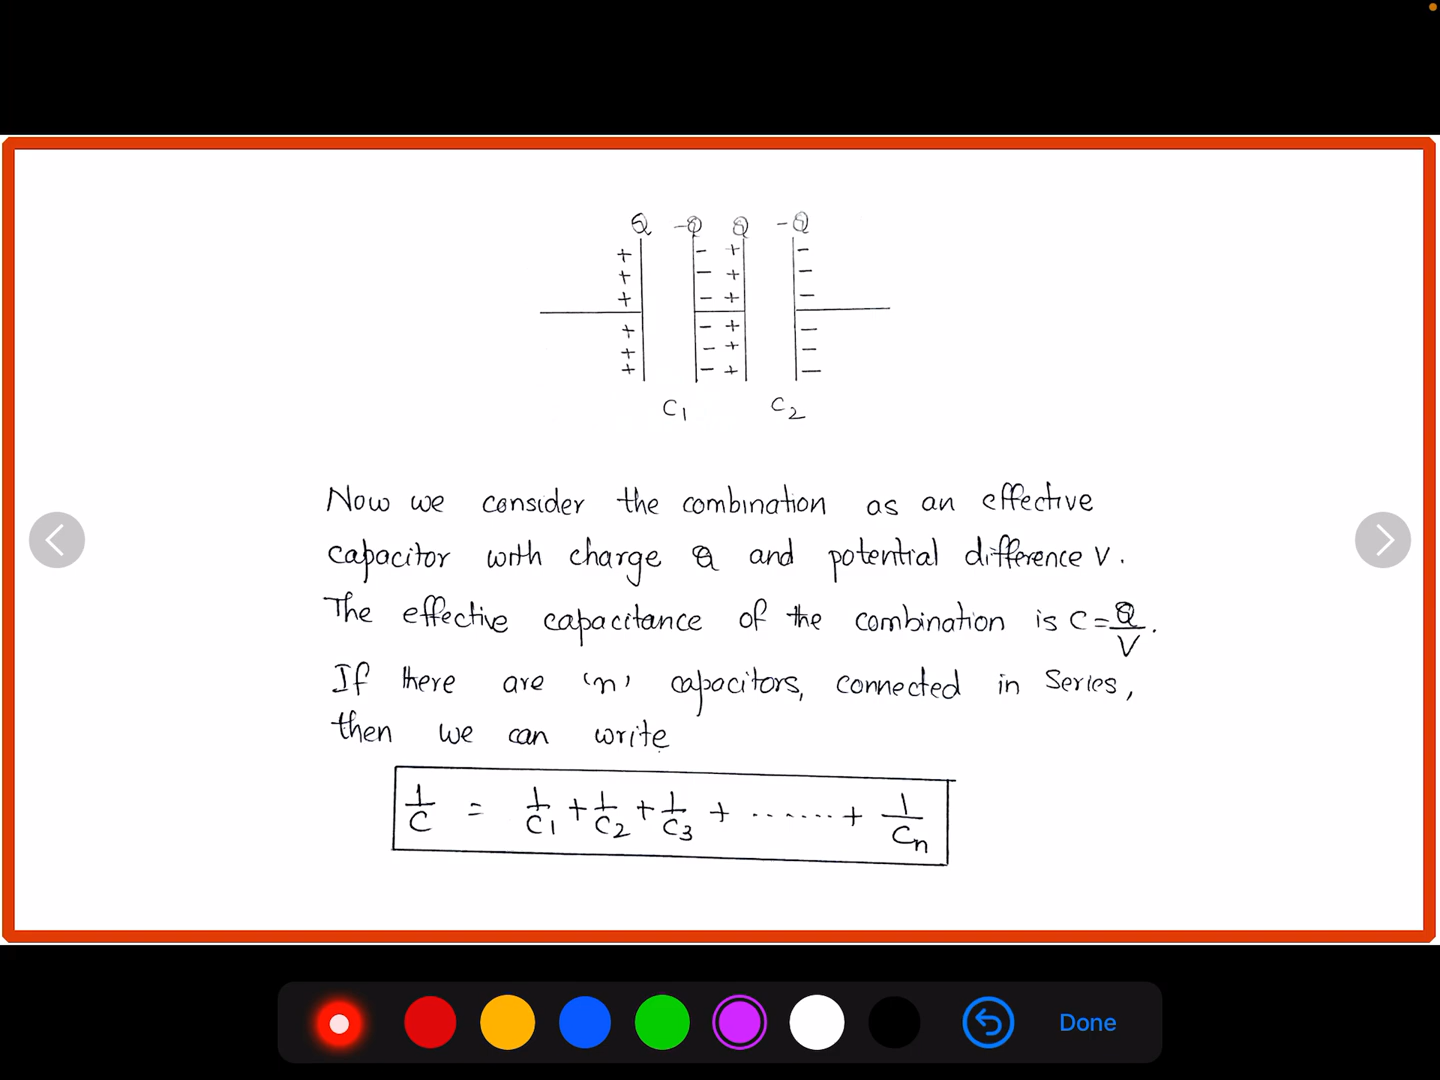 Q -Q Q -Q
C₁ C₂
Now we consider the combination as an effective
capacitor with charge Q and potential difference V.
The effective capacitance of the combination is C = Q/V.
If there are 'n' capacitors, connected in series,
then we can write
1/C = 1/C₁ + 1/C₂ + 1/C₃ + ....... + 1/Cn
Done